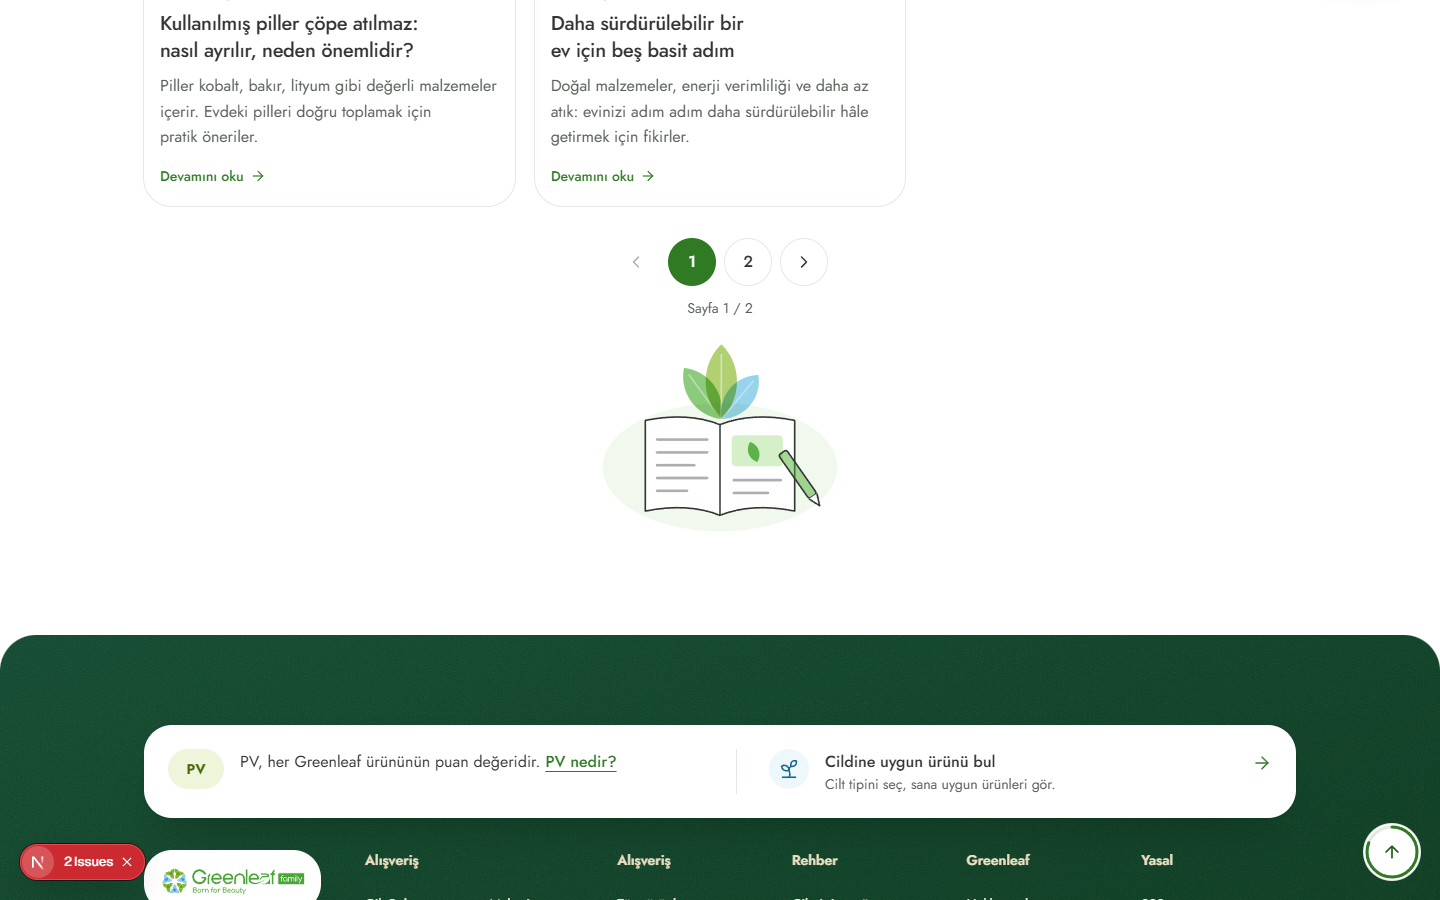 Kullanılmış piller çöpe atılmaz:
nasıl ayrılır, neden önemlidir?
Piller kobalt, bakır, lityum gibi değerli malzemeler
içerir. Evdeki pilleri doğru toplamak için
pratik öneriler.
Devamını oku
Daha sürdürülebilir bir
ev için beş basit adım
Doğal malzemeler, enerji verimliliği ve daha az
atık: evinizi adım adım daha sürdürülebilir hâle
getirmek için fikirler.
Devamını oku
1
2
Sayfa 1 / 2
PV
PV, her Greenleaf ürününün puan değeridir. PV nedir?
Cildine uygun ürünü bul
Cilt tipini seç, sana uygun ürünleri gör.
N 2 Issues
Greenleaf family
Born for Beauty
Alışveriş
Alışveriş
Rehber
Greenleaf
Yasal